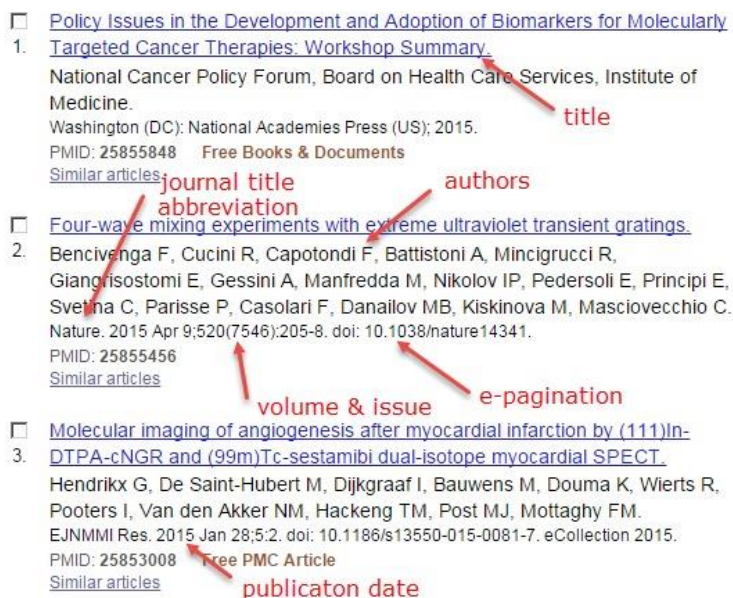 Policy Issues in the Development and Adoption of Biomarkers for Molecularly
1. Targeted Cancer Therapies: Workshop Summary.
National Cancer Policy Forum, Board on Health Care Services, Institute of
Medicine.
title
Washington (DC): National Academies Press (US); 2015.
PMID: 25855848 Free Books & Documents
Similar articles
journal title
abbreviation
authors
Four-wave mixing experiments with extreme ultraviolet transient gratings.
2. Bencivenga F, Cucini R, Capotondi F, Battistoni A, Mincigrucci R,
Giangrisostomi E, Gessini A, Manfredda M, Nikolov IP, Pedersoli E, Principi E,
Svetina C, Parisse P, Casolari F, Danailov MB, Kiskinova M, Masciovecchio C.
Nature. 2015 Apr 9;520(7546):205-8. doi: 10.1038/nature14341.
PMID: 25855456
Similar articles
volume & issue
e-pagination
Molecular imaging of angiogenesis after myocardial infarction by (111)In-
3. DTPA-cNGR and (99m)Tc-sestamibi dual-isotope myocardial SPECT.
Hendrikx G, De Saint-Hubert M, Dijkgraaf I, Bauwens M, Douma K, Wierts R,
Pooters I, Van den Akker NM, Hackeng TM, Post MJ, Mottaghy FM.
EJNMMI Res. 2015 Jan 28;5:2. doi: 10.1186/s13550-015-0081-7. eCollection 2015.
PMID: 25853008 Free PMC Article
Similar articles
publicaton date